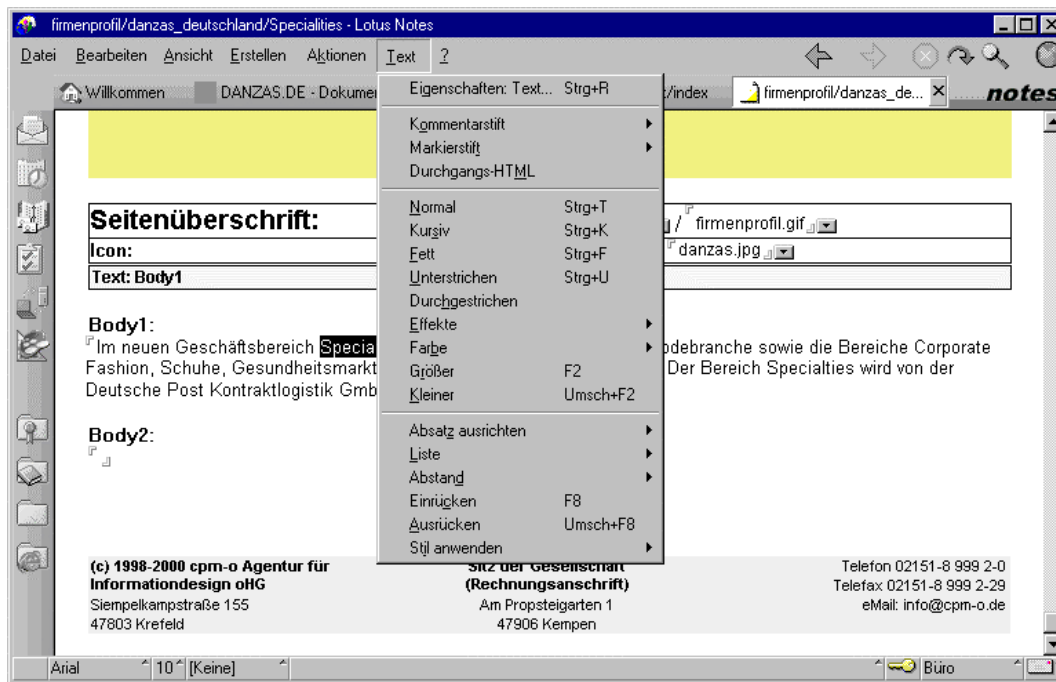 firmenprofil/danzas_deutschland/Specialities - Lotus Notes
Datei Bearbeiten Ansicht Erstellen Aktionen Text ?
Willkommen DANZAS.DE - Dokumen /index firmenprofil/danzas_de... notes
Eigenschaften: Text... Strg+R
Kommentarstift
Markierstift
Durchgangs-HTML
Normal Strg+T
Kursiv Strg+K
Fett Strg+F
Unterstrichen Strg+U
Durchgestrichen
Effekte
Farbe
Größer F2
Kleiner Umsch+F2
Absatz ausrichten
Liste
Abstand
Einrücken F8
Ausrücken Umsch+F8
Stil anwenden
Seitenüberschrift: / firmenprofil.gif
Icon: danzas.jpg
Text: Body1
Body1:
Im neuen Geschäftsbereich Specia odebranche sowie die Bereiche Corporate
Fashion, Schuhe, Gesundheitsmarkt Der Bereich Specialties wird von der
Deutsche Post Kontraktlogistik Gmb
Body2:
(c) 1998-2000 cpm-o Agentur für
Informationdesign oHG
Siempelkampstraße 155
47803 Krefeld
Sitz der Gesellschaft
(Rechnungsanschrift)
Am Propsteigarten 1
47906 Kempen
Telefon 02151-8 999 2-0
Telefax 02151-8 999 2-29
eMail: info@cpm-o.de
Arial 10 [Keine] Büro